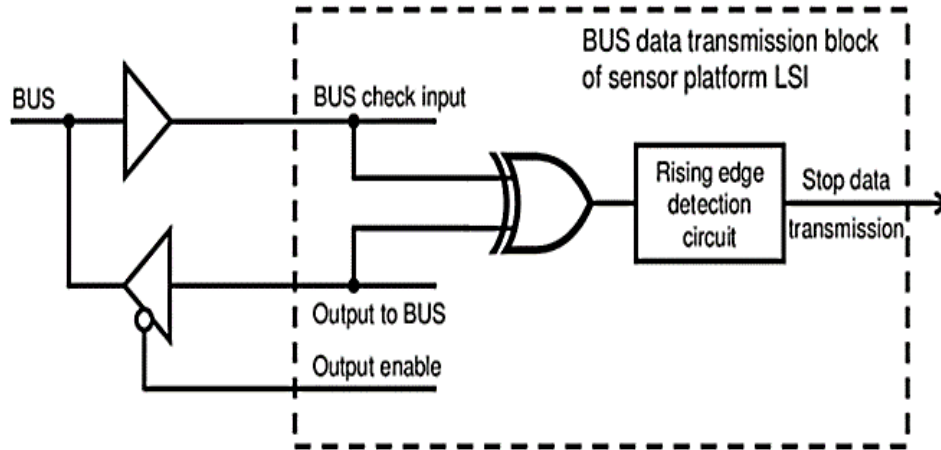 BUS data transmission block
of sensor platform LSI
BUS
BUS check input
Rising edge
detection
circuit
Stop data
transmission
Output to BUS
Output enable